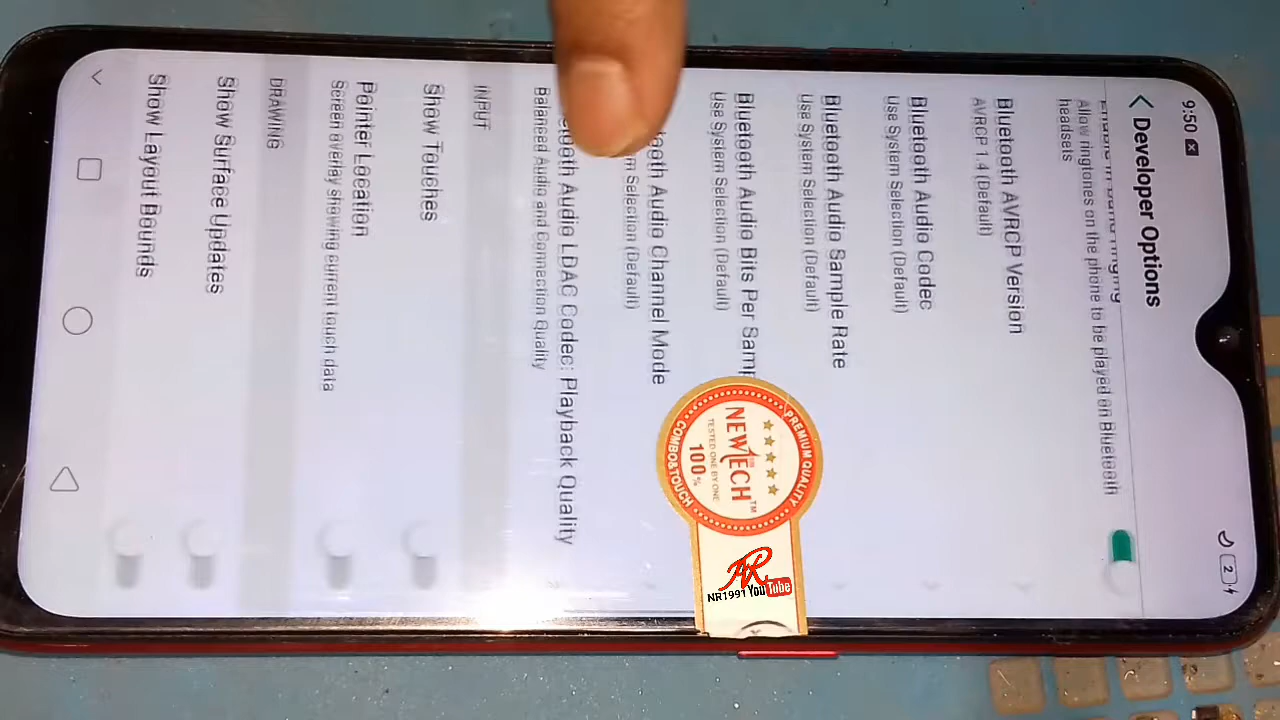 9:50
2
Developer Options
Allow ringtones on the phone to be played on Bluetooth
headsets
Bluetooth AVRCP Version
AVRCP 1.4 (Default)
Bluetooth Audio Codec
Use System Selection (Default)
Bluetooth Audio Sample Rate
Use System Selection (Default)
Bluetooth Audio Bits Per Samp
Use System Selection (Default)
Audio Channel Mode
Selection (Default)
Audio LDAC Codec: Playback Quality
Balanced Audio and Connection Quality
INPUT
Show Touches
Pointer Location
Screen overlay showing current touch data
DRAWING
Show Surface Updates
Show Layout Bounds
PREMIUM QUALITY
NEWTECH™
TESTED ONE BY ONE
100%
COMBO&TOUCH
NR1991 YouTube